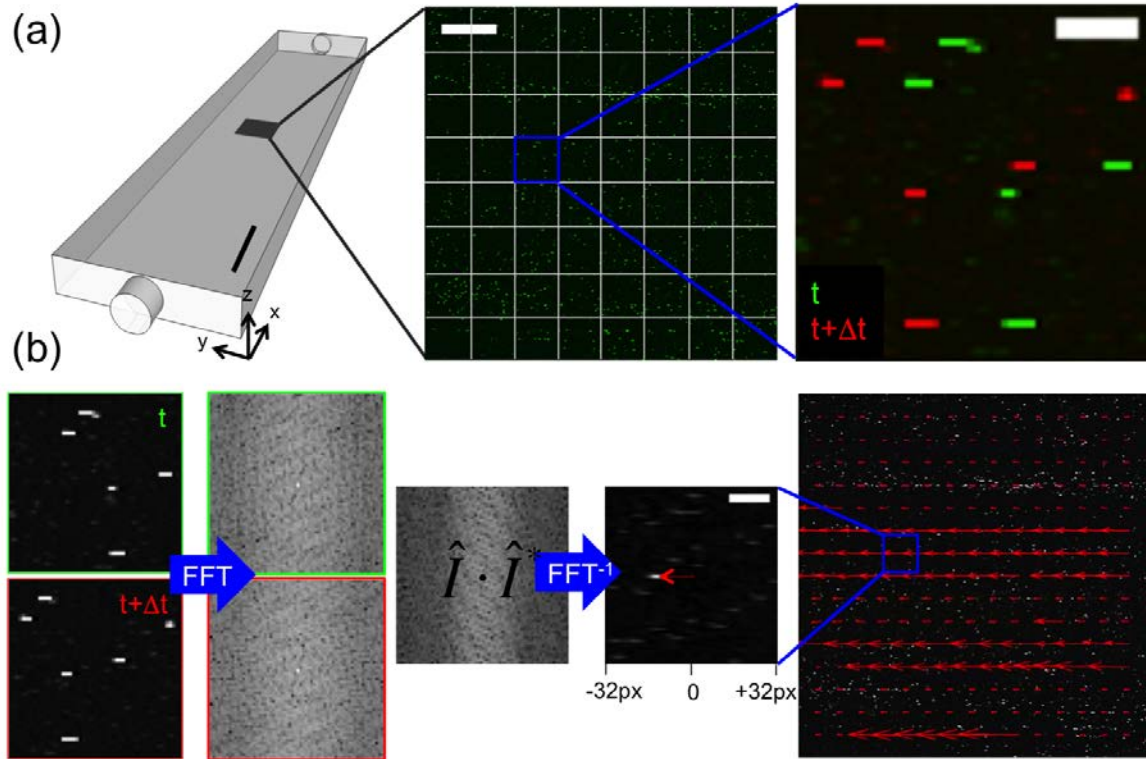 (a)
z
x
y
t
t+Δt
(b)
t
t+Δt
FFT
Î · Î*
FFT⁻¹
-32px 0 +32px